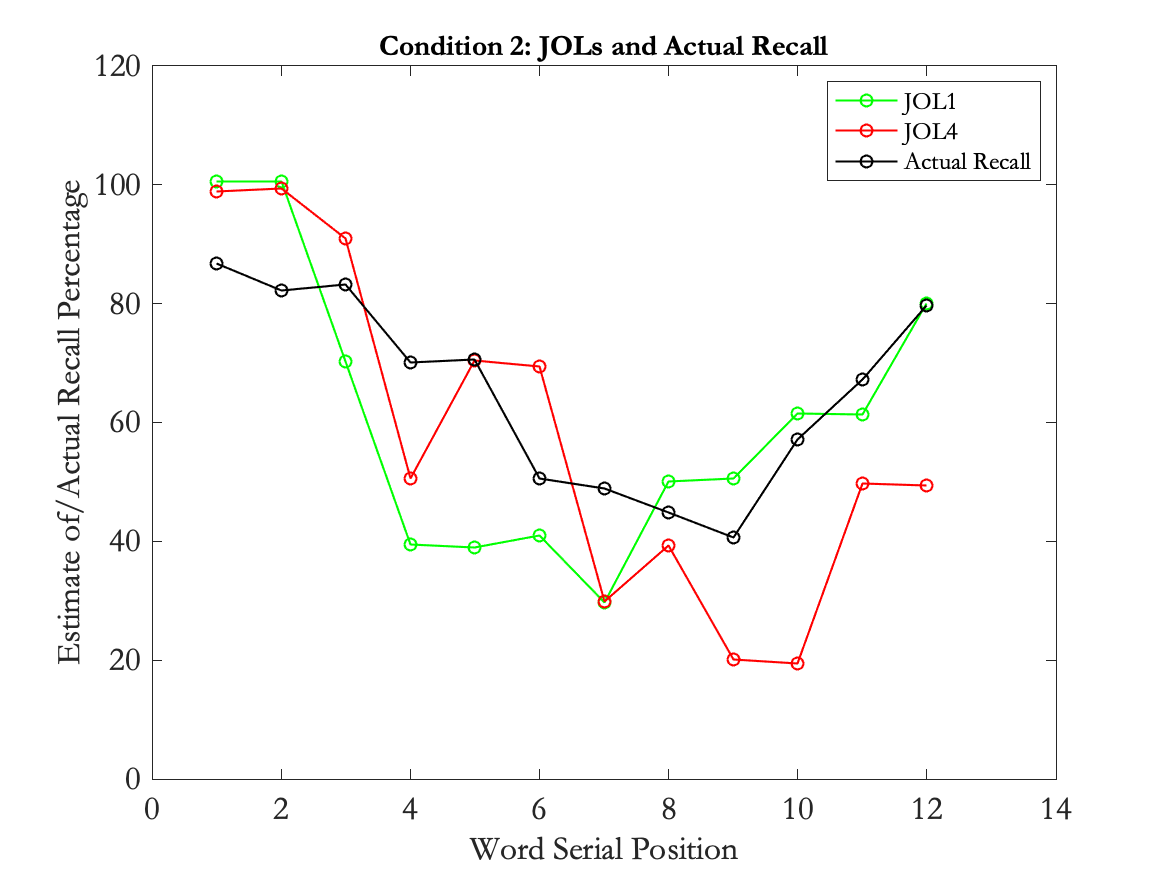 Condition 2: JOLs and Actual Recall
120
100
80
60
40
20
0
Estimate of/Actual Recall Percentage
JOL1
JOL4
Actual Recall
0 2 4 6 8 10 12 14
Word Serial Position